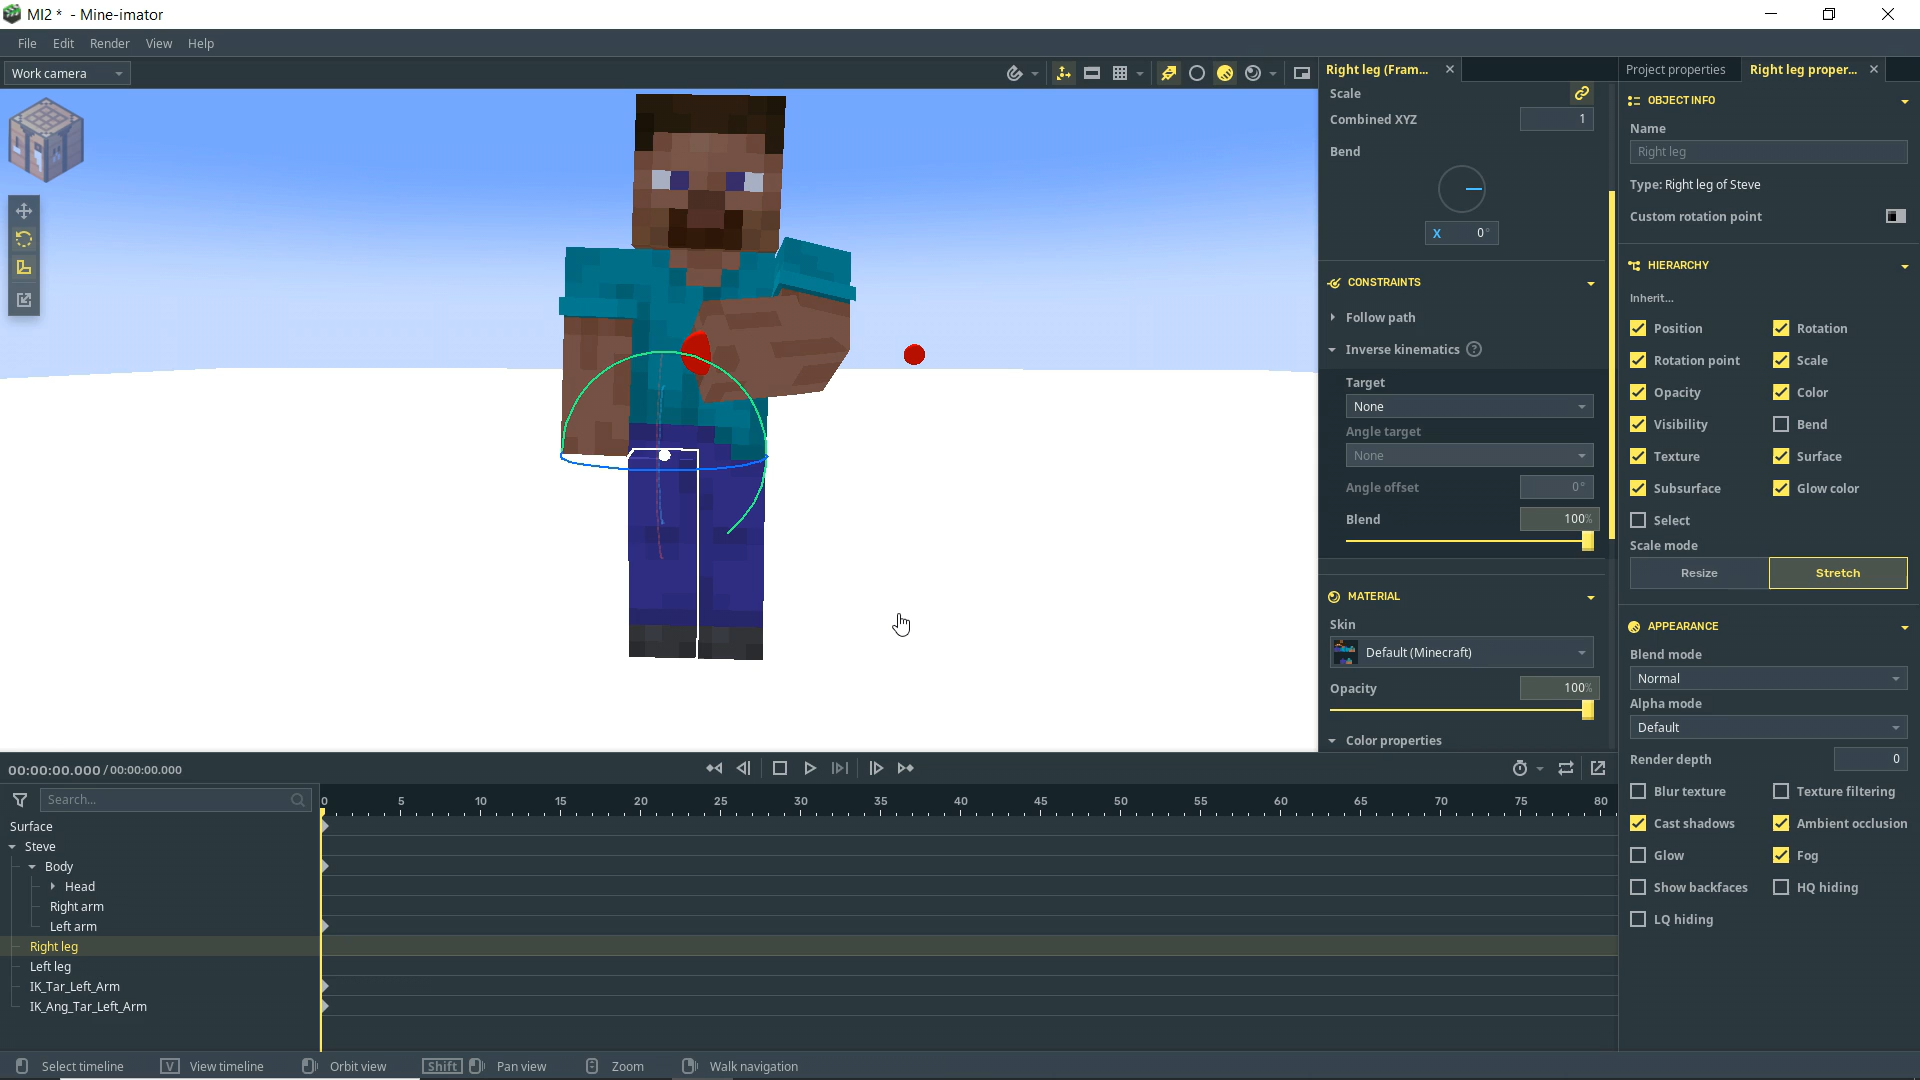 MI2 * - Mine-imator
File Edit Render View Help
Work camera
Right leg (Fram...
Project properties Right leg proper...
Scale
Combined XYZ 1
Bend
X 0°
CONSTRAINTS
Follow path
Inverse kinematics ?
Target
None
Angle target
None
Angle offset 0°
Blend 100%
MATERIAL
Skin
Default (Minecraft)
Opacity 100%
Color properties
OBJECT INFO
Name
Right leg
Type: Right leg of Steve
Custom rotation point
HIERARCHY
Inherit...
Position Rotation
Rotation point Scale
Opacity Color
Visibility Bend
Texture Surface
Subsurface Glow color
Select
Scale mode
Resize Stretch
APPEARANCE
Blend mode
Normal
Alpha mode
Default
Render depth 0
Blur texture Texture filtering
Cast shadows Ambient occlusion
Glow Fog
Show backfaces HQ hiding
LQ hiding
00:00:00.000 / 00:00:00.000
Search...
0 5 10 15 20 25 30 35 40 45 50 55 60 65 70 75 80
Surface
Steve
Body
Head
Right arm
Left arm
Right leg
Left leg
IK_Tar_Left_Arm
IK_Ang_Tar_Left_Arm
Select timeline V View timeline Orbit view Shift Pan view Zoom Walk navigation